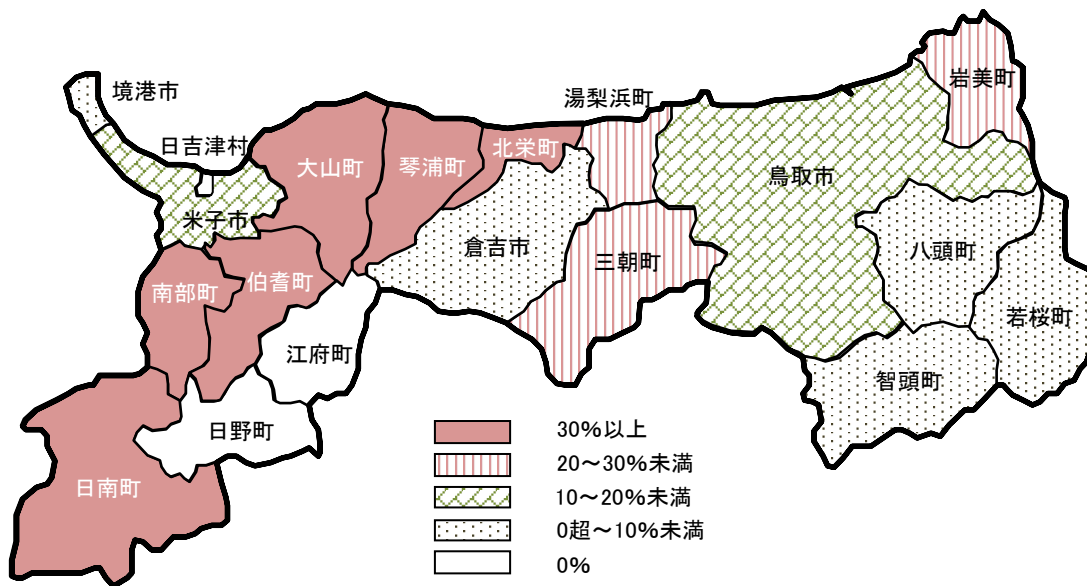 境港市
日吉津村
米子市
大山町
琴浦町
北栄町
湯梨浜町
岩美町
鳥取市
倉吉市
三朝町
八頭町
若桜町
智頭町
南部町
伯耆町
江府町
日野町
日南町
30%以上
20～30%未満
10～20%未満
0超～10%未満
0%